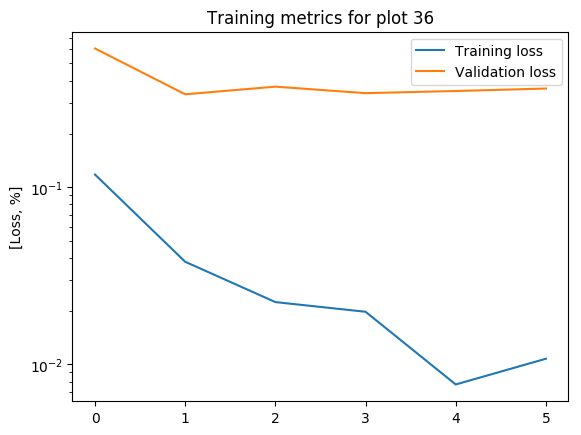 Training metrics for plot 36
Training loss
Validation loss
[Loss, %]
10⁻¹
10⁻²
0 1 2 3 4 5